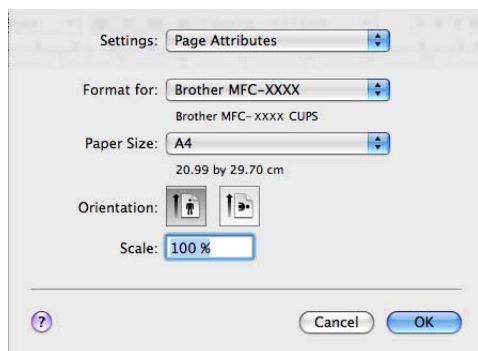 Settings: Page Attributes
Format for: Brother MFC-XXXX
Brother MFC-XXXX CUPS
Paper Size: A4
20.99 by 29.70 cm
Orientation:
Scale: 100 %
? Cancel OK